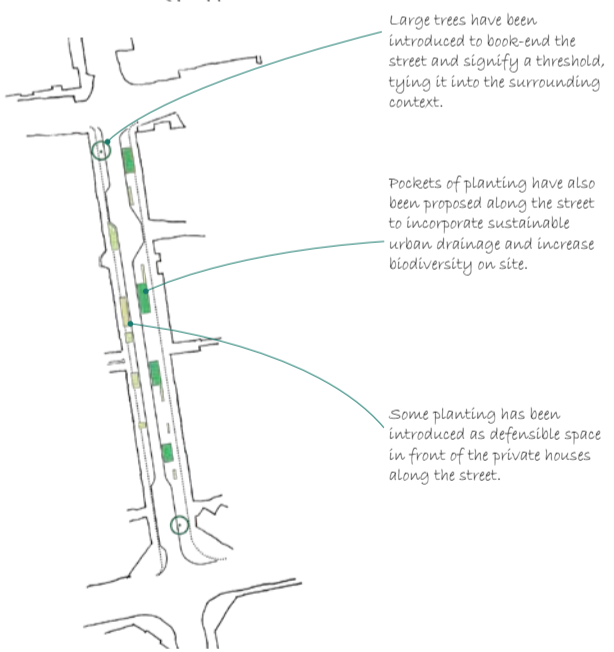 Large trees have been
introduced to book-end the
street and signify a threshold,
tying it into the surrounding
context.
Pockets of planting have also
been proposed along the street
to incorporate sustainable
urban drainage and increase
biodiversity on site.
Some planting has been
introduced as defensible space
in front of the private houses
along the street.